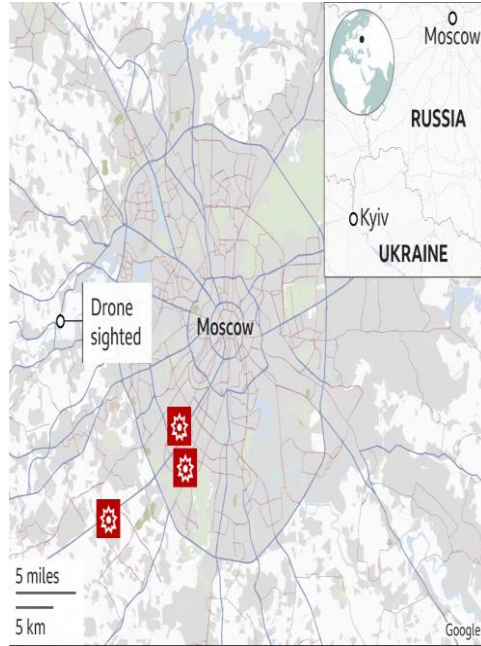 Moscow
RUSSIA
Kyiv
UKRAINE
Drone
sighted
Moscow
5 miles
5 km
Google